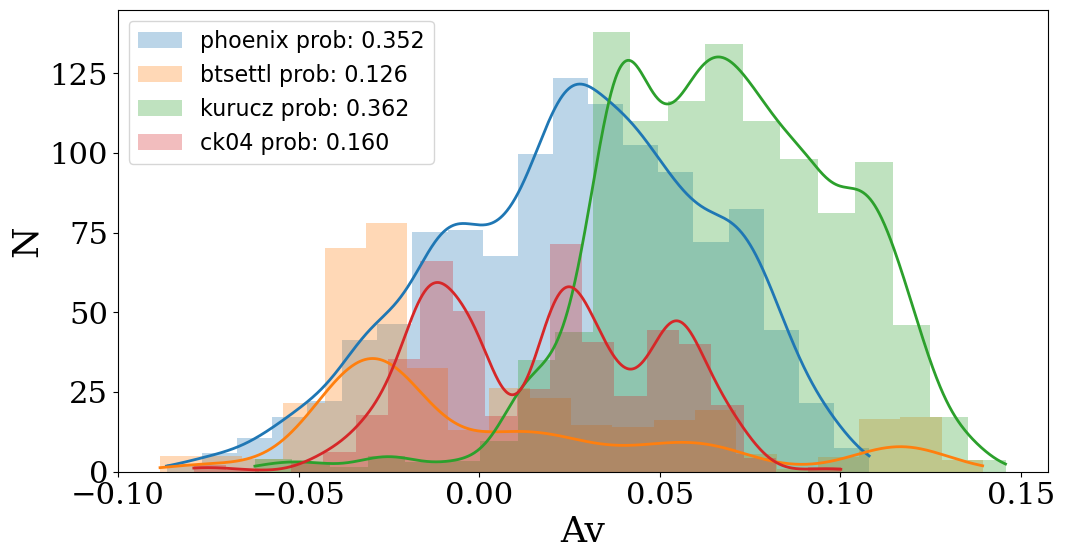 phoenix prob: 0.352
btsettl prob: 0.126
kurucz prob: 0.362
ck04 prob: 0.160
N
125
100
75
50
25
0
−0.10
−0.05
0.00
0.05
0.10
0.15
Av